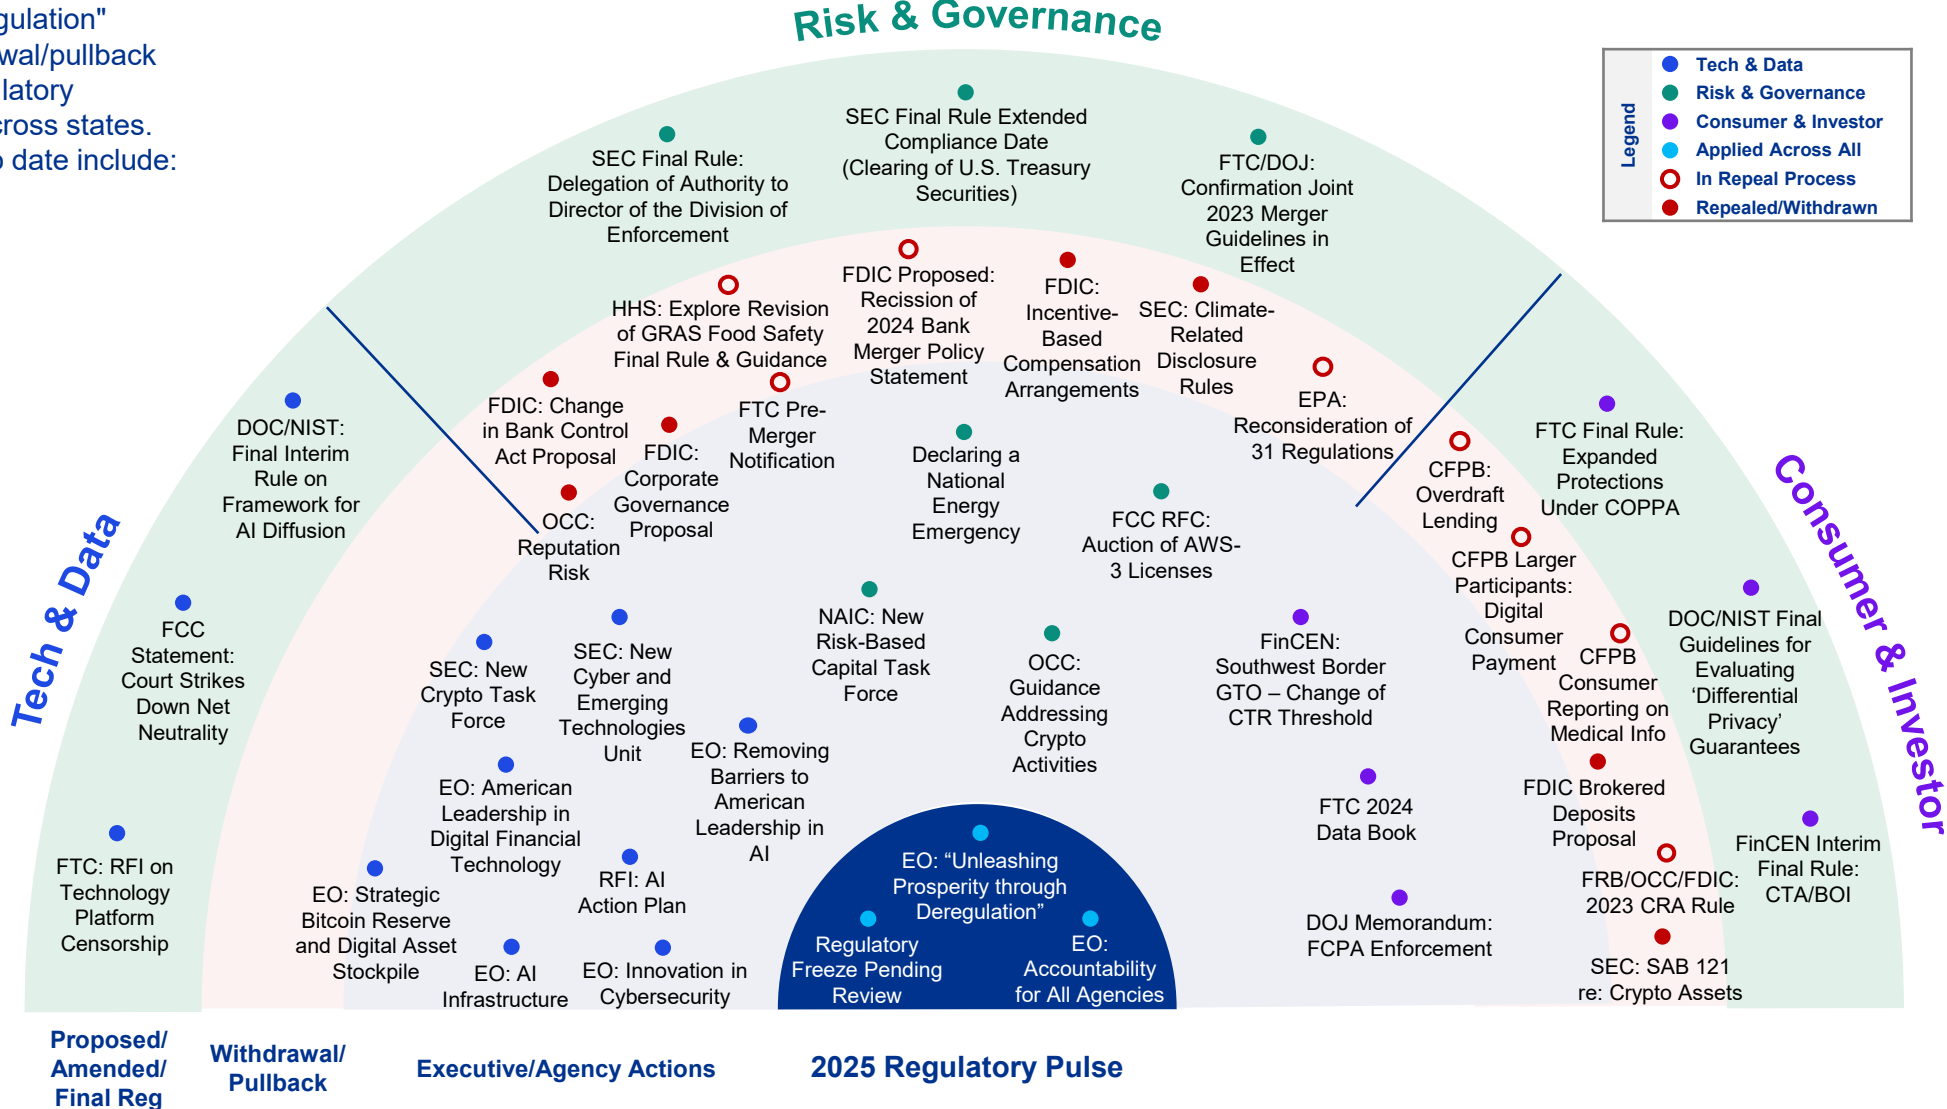 gulation"
wal/pullback
latory
cross states.
o date include:
Risk & Governance
Legend
Tech & Data
Risk & Governance
Consumer & Investor
Applied Across All
In Repeal Process
Repealed/Withdrawn
SEC Final Rule:
Delegation of Authority to
Director of the Division of
Enforcement
SEC Final Rule Extended
Compliance Date
(Clearing of U.S. Treasury
Securities)
FTC/DOJ:
Confirmation Joint
2023 Merger
Guidelines in
Effect
HHS: Explore Revision
of GRAS Food Safety
Final Rule & Guidance
FDIC Proposed:
Recission of
2024 Bank
Merger Policy
Statement
FDIC:
Incentive-
Based
Compensation
Arrangements
SEC: Climate-
Related
Disclosure
Rules
EPA:
Reconsideration of
31 Regulations
FDIC: Change
in Bank Control
Act Proposal
FDIC:
Corporate
Governance
Proposal
FTC Pre-
Merger
Notification
OCC:
Reputation
Risk
Declaring a
National
Energy
Emergency
FCC RFC:
Auction of AWS-
3 Licenses
NAIC: New
Risk-Based
Capital Task
Force
OCC:
Guidance
Addressing
Crypto
Activities
Tech & Data
DOC/NIST:
Final Interim
Rule on
Framework for
AI Diffusion
FCC
Statement:
Court Strikes
Down Net
Neutrality
FTC: RFI on
Technology
Platform
Censorship
SEC: New
Crypto Task
Force
SEC: New
Cyber and
Emerging
Technologies
Unit
EO: Removing
Barriers to
American
Leadership in
AI
EO: American
Leadership in
Digital Financial
Technology
RFI: AI
Action Plan
EO: Strategic
Bitcoin Reserve
and Digital Asset
Stockpile
EO: AI
Infrastructure
EO: Innovation in
Cybersecurity
EO: “Unleashing
Prosperity through
Deregulation”
Regulatory
Freeze Pending
Review
EO:
Accountability
for All Agencies
Consumer & Investor
CFPB:
Overdraft
Lending
FTC Final Rule:
Expanded
Protections
Under COPPA
CFPB Larger
Participants:
Digital
Consumer
Payment
CFPB
Consumer
Reporting on
Medical Info
DOC/NIST Final
Guidelines for
Evaluating
‘Differential
Privacy’
Guarantees
FinCEN:
Southwest Border
GTO – Change of
CTR Threshold
FTC 2024
Data Book
DOJ Memorandum:
FCPA Enforcement
FDIC Brokered
Deposits
Proposal
FinCEN Interim
Final Rule:
CTA/BOI
FRB/OCC/FDIC:
2023 CRA Rule
SEC: SAB 121
re: Crypto Assets
Proposed/
Amended/
Final Reg
Withdrawal/
Pullback
Executive/Agency Actions
2025 Regulatory Pulse